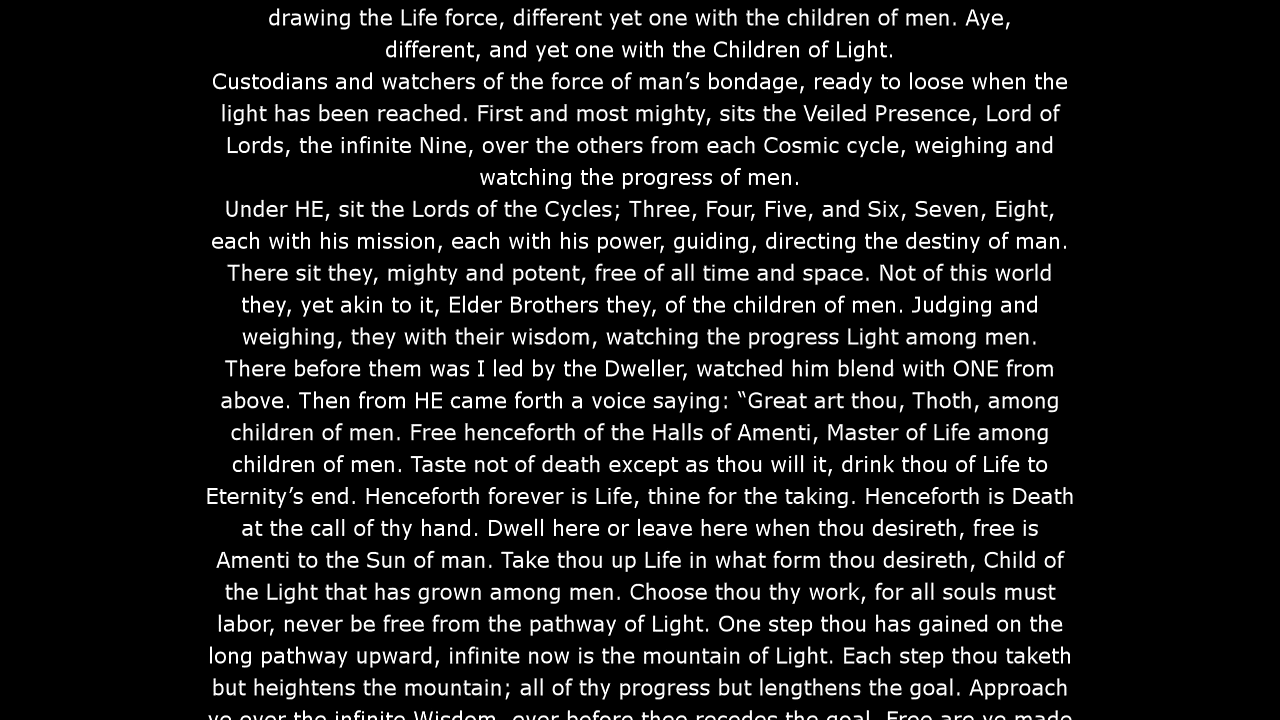 drawing the Life force, different yet one with the children of men. Aye,
different, and yet one with the Children of Light.
Custodians and watchers of the force of man’s bondage, ready to loose when the
light has been reached. First and most mighty, sits the Veiled Presence, Lord of
Lords, the infinite Nine, over the others from each Cosmic cycle, weighing and
watching the progress of men.
Under HE, sit the Lords of the Cycles; Three, Four, Five, and Six, Seven, Eight,
each with his mission, each with his power, guiding, directing the destiny of man.
There sit they, mighty and potent, free of all time and space. Not of this world
they, yet akin to it, Elder Brothers they, of the children of men. Judging and
weighing, they with their wisdom, watching the progress Light among men.
There before them was I led by the Dweller, watched him blend with ONE from
above. Then from HE came forth a voice saying: “Great art thou, Thoth, among
children of men. Free henceforth of the Halls of Amenti, Master of Life among
children of men. Taste not of death except as thou will it, drink thou of Life to
Eternity’s end. Henceforth forever is Life, thine for the taking. Henceforth is Death
at the call of thy hand. Dwell here or leave here when thou desireth, free is
Amenti to the Sun of man. Take thou up Life in what form thou desireth, Child of
the Light that has grown among men. Choose thou thy work, for all souls must
labor, never be free from the pathway of Light. One step thou has gained on the
long pathway upward, infinite now is the mountain of Light. Each step thou taketh
but heightens the mountain; all of thy progress but lengthens the goal. Approach
ye ever the infinite Wisdom, ever before thee recedes the goal. Free are ye made